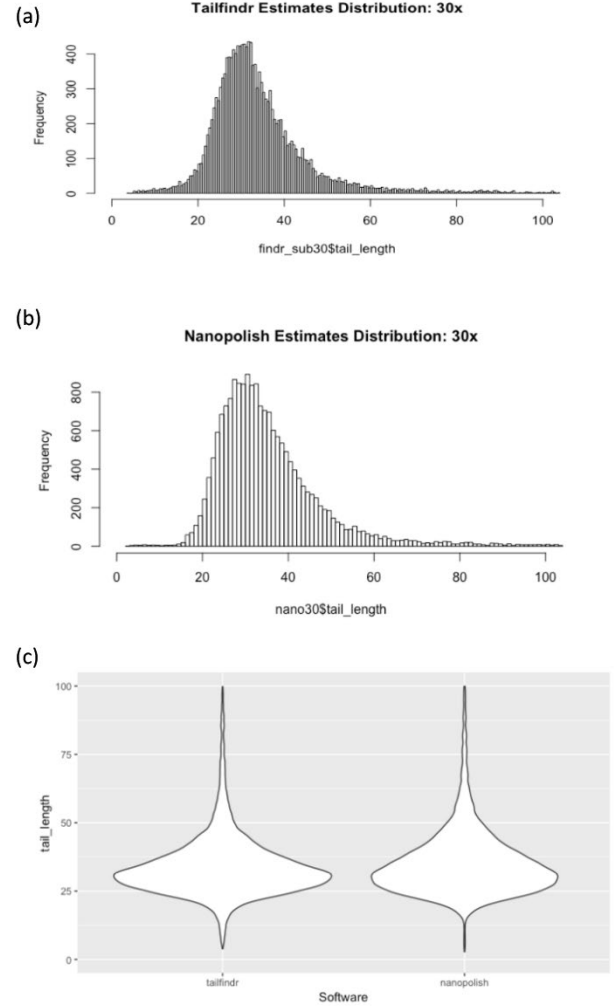 (a)
Tailfindr Estimates Distribution: 30x
Frequency
0 100 200 300 400
0 20 40 60 80 100
findr_sub30$tail_length
(b)
Nanopolish Estimates Distribution: 30x
Frequency
0 200 400 600 800
0 20 40 60 80 100
nano30$tail_length
(c)
tail_length
100
75
50
25
0
tailfindr nanopolish
Software